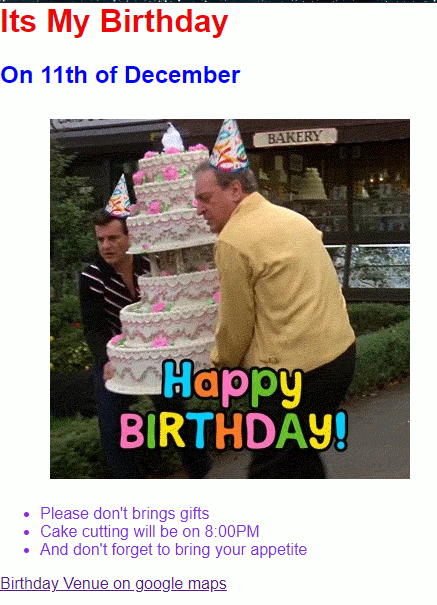 Its My Birthday
On 11th of December
BAKERY
Happy
BIRTHDAY!
Please don't brings gifts
Cake cutting will be on 8:00PM
And don't forget to bring your appetite
Birthday Venue on google maps